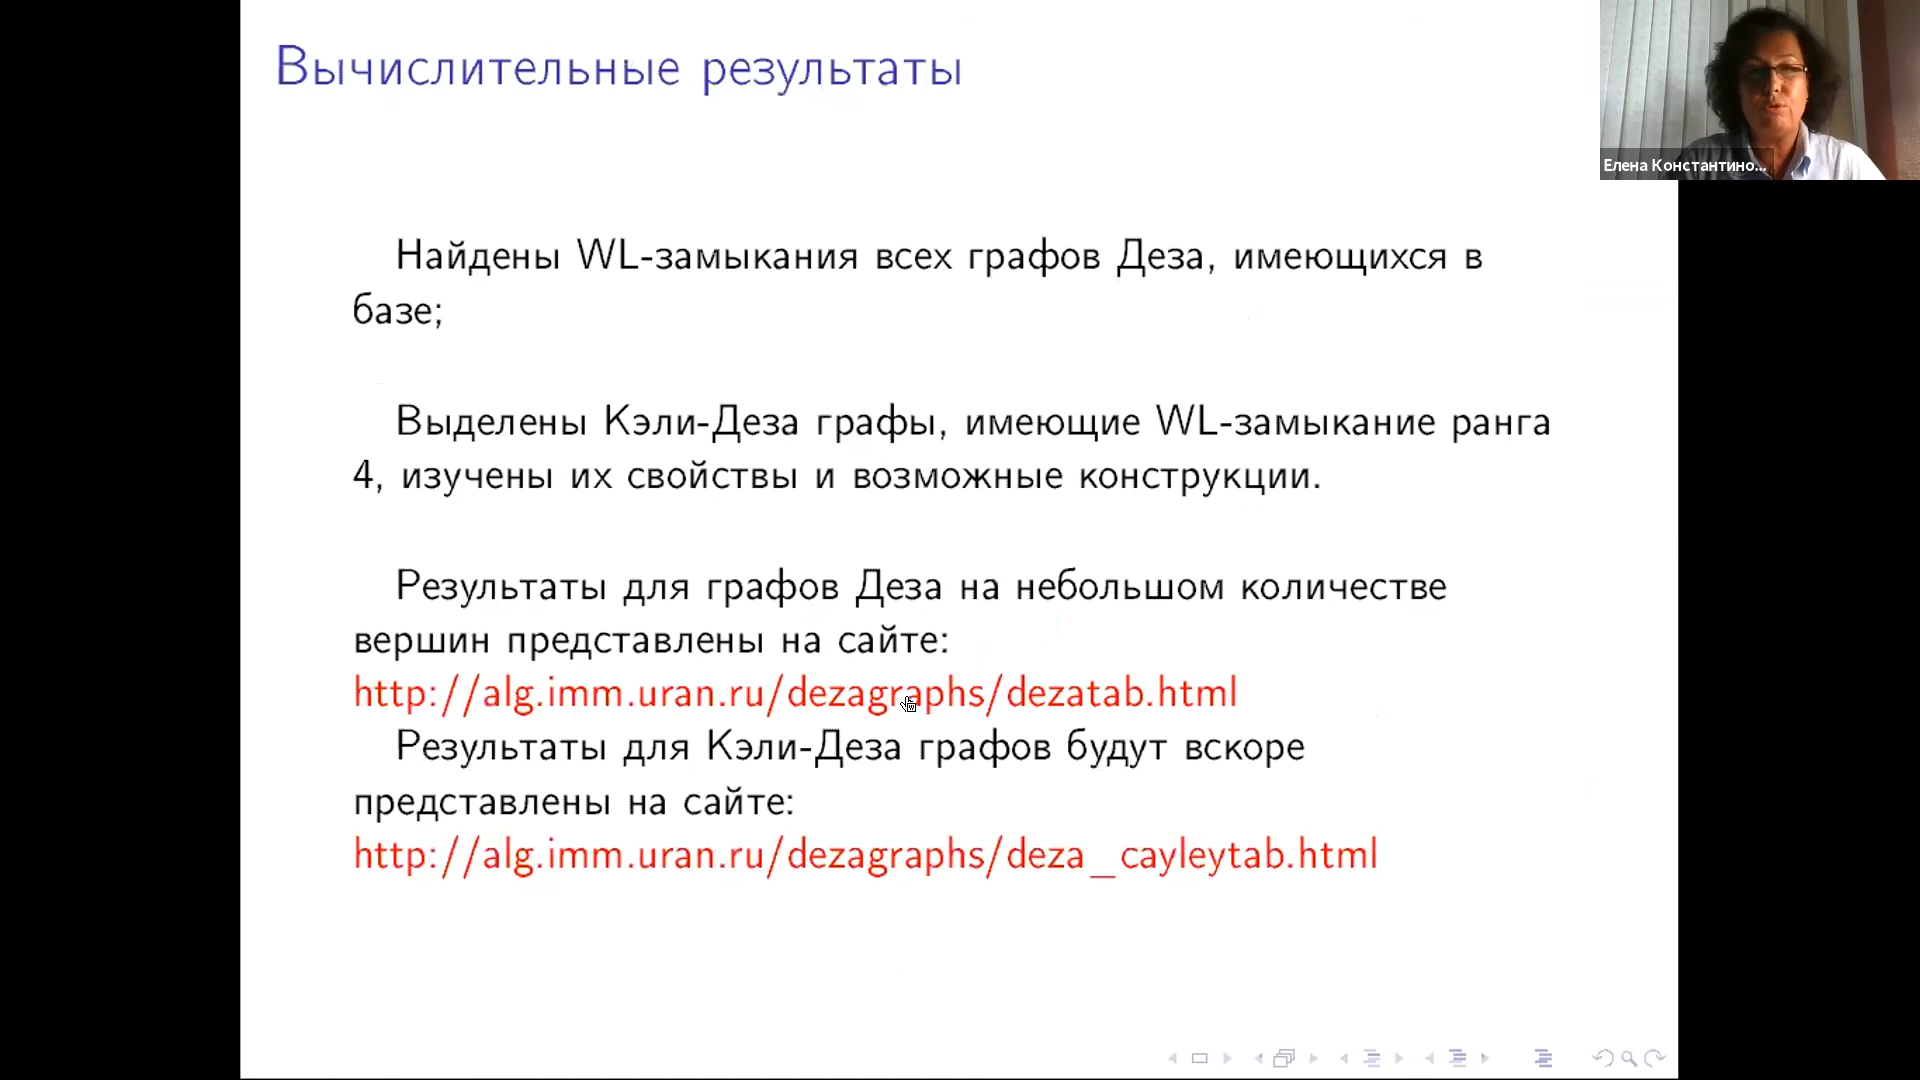 Вычислительные результаты
Елена Константино...
Найдены WL-замыкания всех графов Деза, имеющихся в
базе;
Выделены Кэли-Деза графы, имеющие WL-замыкание ранга
4, изучены их свойствы и возможные конструкции.
Результаты для графов Деза на небольшом количестве
вершин представлены на сайте:
http://alg.imm.uran.ru/dezagraphs/dezatab.html
Результаты для Кэли-Деза графов будут вскоре
представлены на сайте:
http://alg.imm.uran.ru/dezagraphs/deza_cayleytab.html